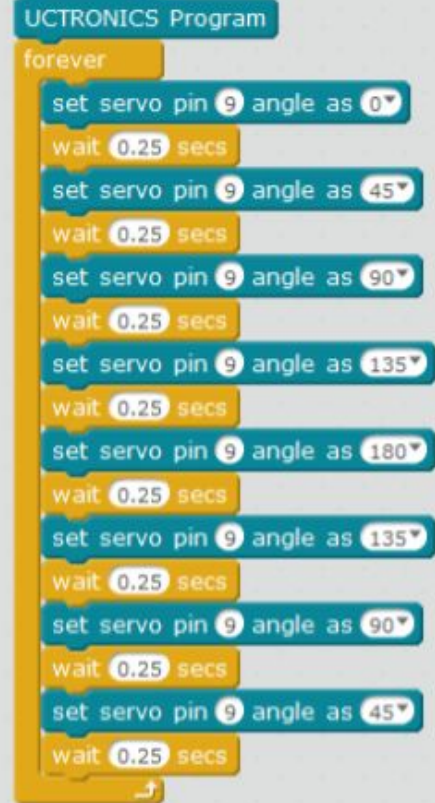 UCTRONICS Program
forever
set servo pin 9 angle as 0
wait 0.25 secs
set servo pin 9 angle as 45
wait 0.25 secs
set servo pin 9 angle as 90
wait 0.25 secs
set servo pin 9 angle as 135
wait 0.25 secs
set servo pin 9 angle as 180
wait 0.25 secs
set servo pin 9 angle as 135
wait 0.25 secs
set servo pin 9 angle as 90
wait 0.25 secs
set servo pin 9 angle as 45
wait 0.25 secs